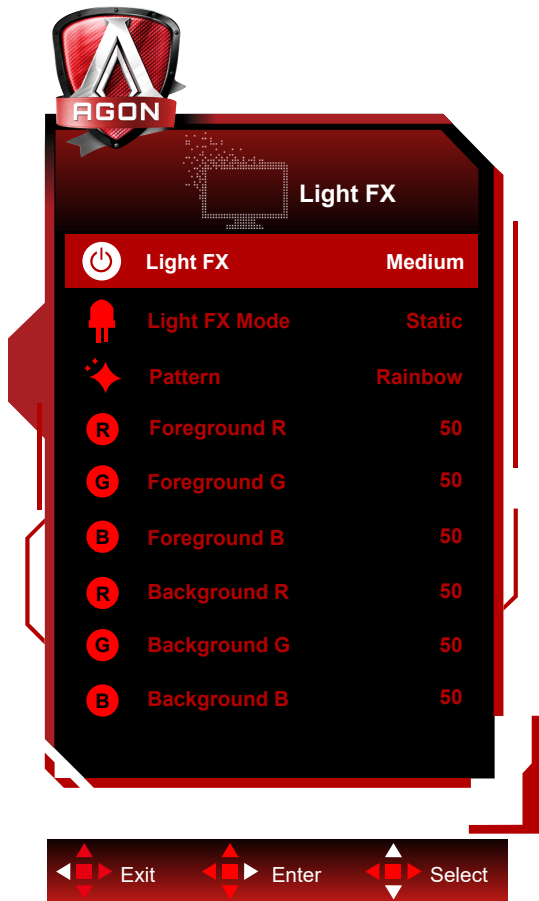 AGON
Light FX
Light FX Medium
Light FX Mode Static
Pattern Rainbow
R Foreground R 50
G Foreground G 50
B Foreground B 50
R Background R 50
G Background G 50
B Background B 50
Exit Enter Select